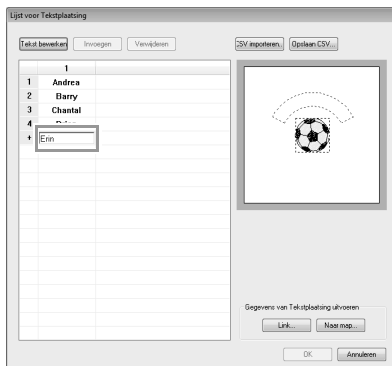 Lijst voor Tekstplaatsing
Tekst bewerken Invoegen Verwijderen CSV importeren... Opslaan CSV...
1
1 Andrea
2 Barry
3 Chantal
4
+ Erin
Gegevens van Tekstplaatsing uitvoeren
Link... Naar map...
OK Annuleren